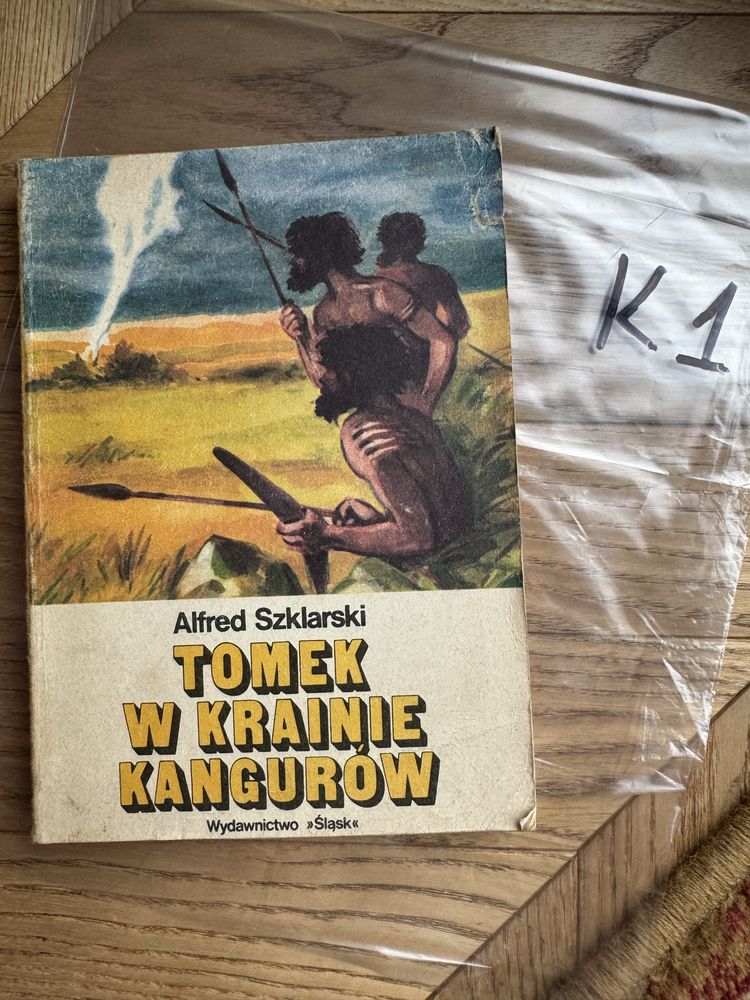 Alfred Szklarski
TOMEK
W KRAINIE
KANGURÓW
Wydawnictwo »Śląsk«
K1